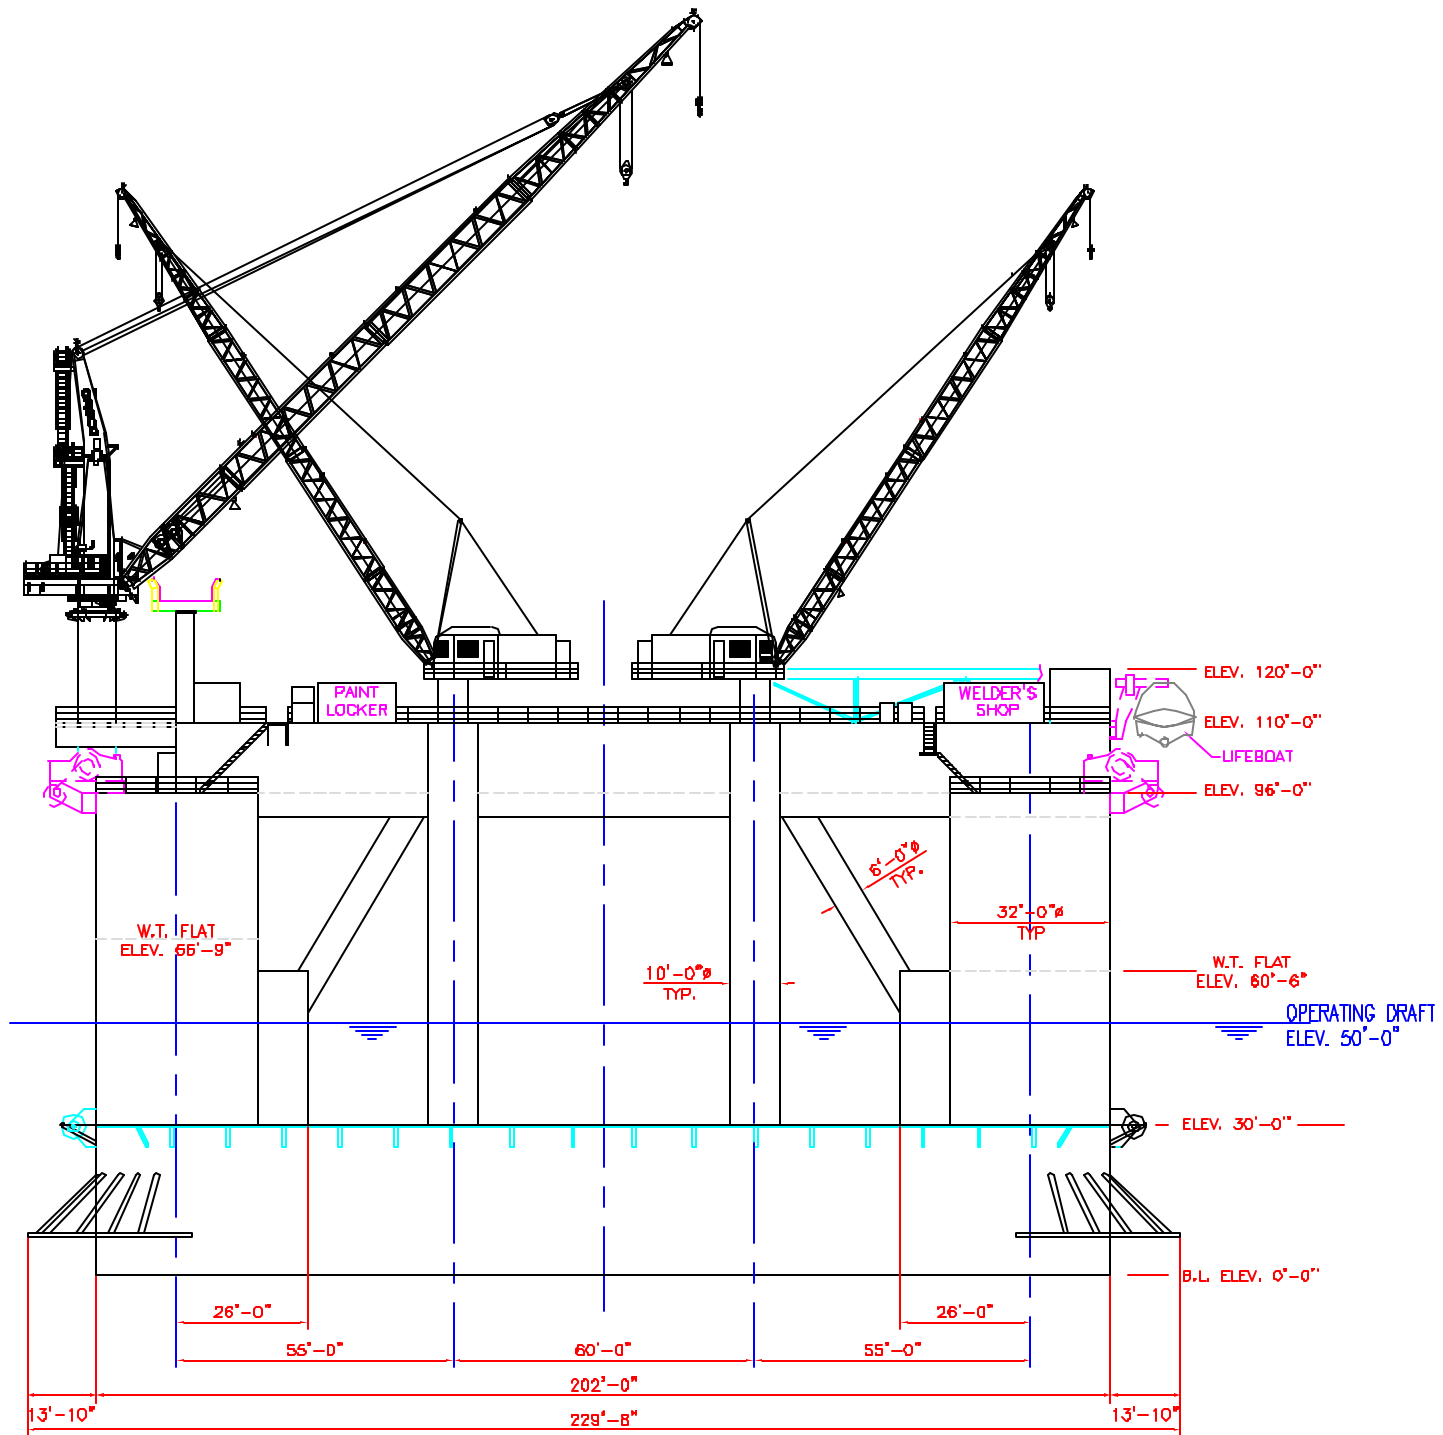 PAINT
LOCKER
WELDER'S
SHOP
ELEV. 120'-0"
ELEV. 110'-0"
LIFEBOAT
ELEV. 96'-0"
6'-0"ø
TYP.
32'-0"ø
TYP
W.T. FLAT
ELEV. 66'-9"
10'-0"ø
TYP.
W.T. FLAT
ELEV. 60'-6"
OPERATING DRAFT
ELEV. 50'-0"
ELEV. 30'-0"
B.L. ELEV. 0'-0"
26'-0"
26'-0"
55'-0"
60'-0"
55'-0"
202'-0"
13'-10"
13'-10"
229'-8"